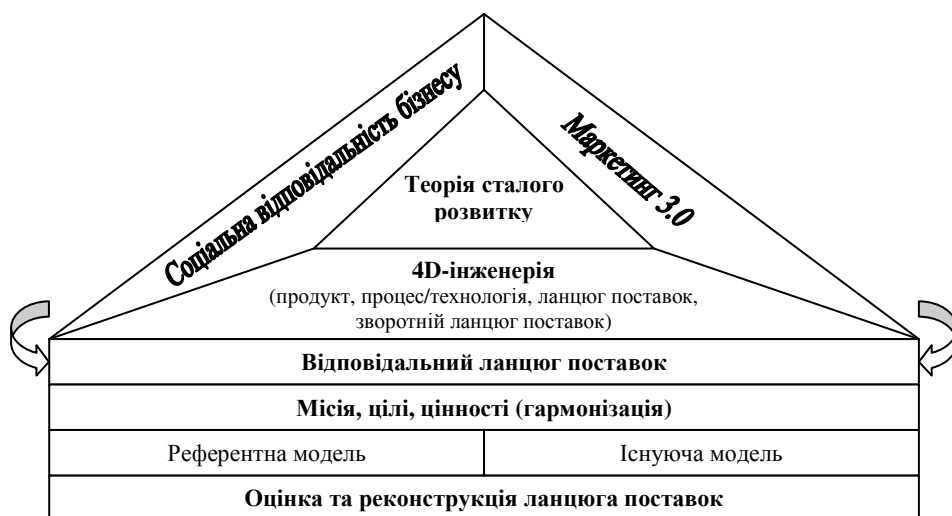 Соціальна відповідальність бізнесу
Маркетинг 3.0
Теорія сталого
розвитку
4D-інженерія
(продукт, процес/технологія, ланцюг поставок,
зворотній ланцюг поставок)
Відповідальний ланцюг поставок
Місія, цілі, цінності (гармонізація)
Референтна модель
Існуюча модель
Оцінка та реконструкція ланцюга поставок